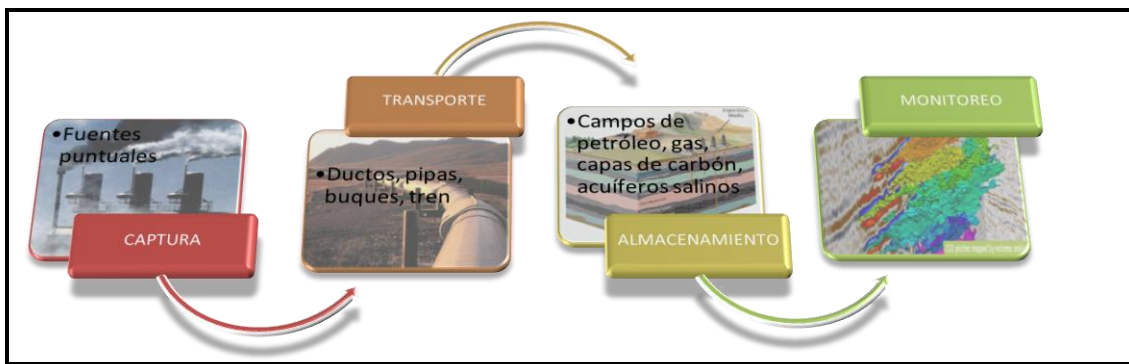 •Fuentes
puntuales
CAPTURA
TRANSPORTE
•Ductos, pipas,
buques, tren
•Campos de
petróleo, gas,
capas de carbón,
acuíferos salinos
ALMACENAMIENTO
MONITOREO